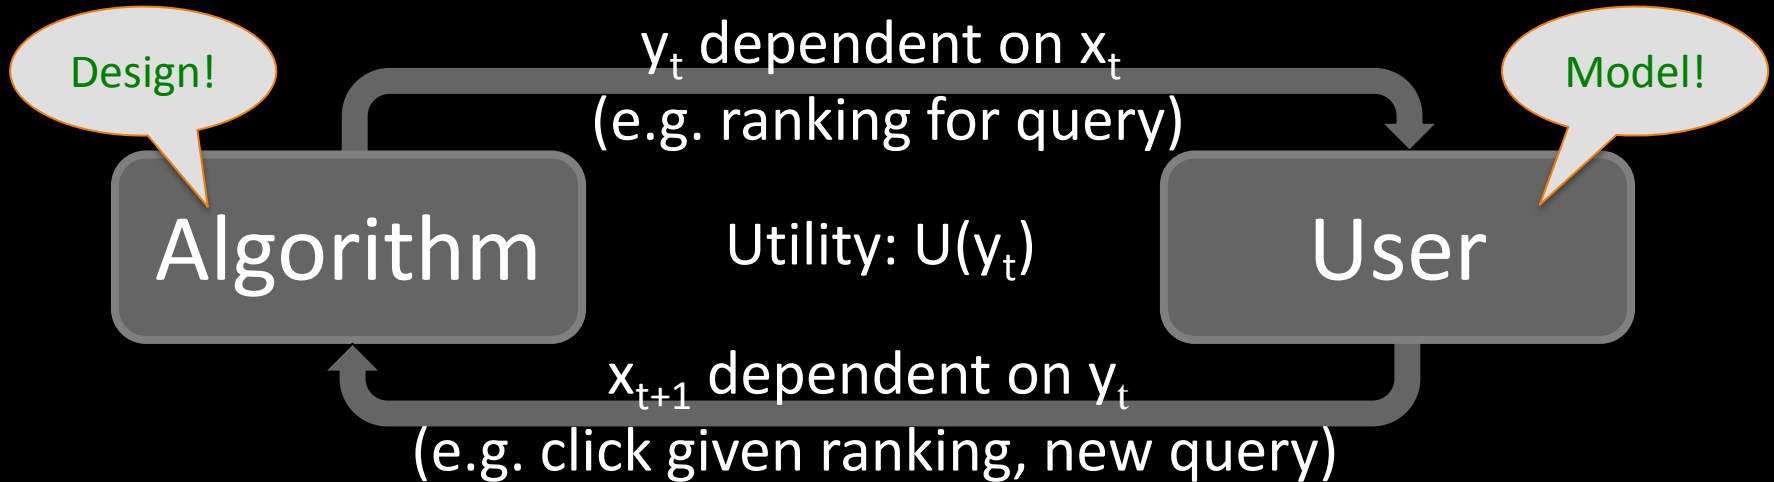 Design!
y_t dependent on x_t
Model!
(e.g. ranking for query)
Algorithm
Utility: U(y_t)
User
x_{t+1} dependent on y_t
(e.g. click given ranking, new query)